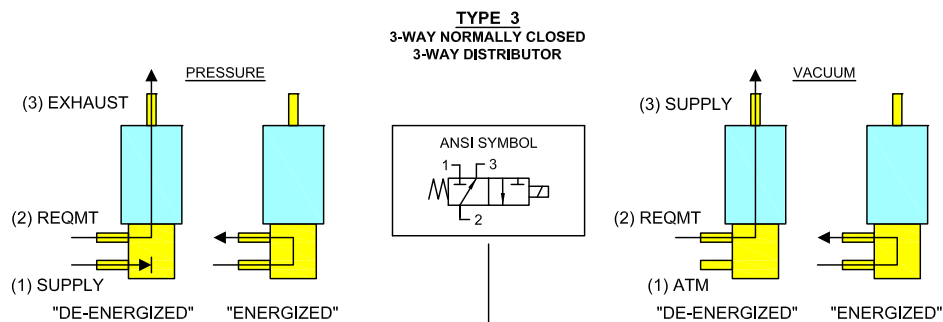 TYPE 3
3-WAY NORMALLY CLOSED
3-WAY DISTRIBUTOR
PRESSURE
(3) EXHAUST
(2) REQMT
(1) SUPPLY
"DE-ENERGIZED"
"ENERGIZED"
ANSI SYMBOL
1
3
2
VACUUM
(3) SUPPLY
(2) REQMT
(1) ATM
"DE-ENERGIZED"
"ENERGIZED"